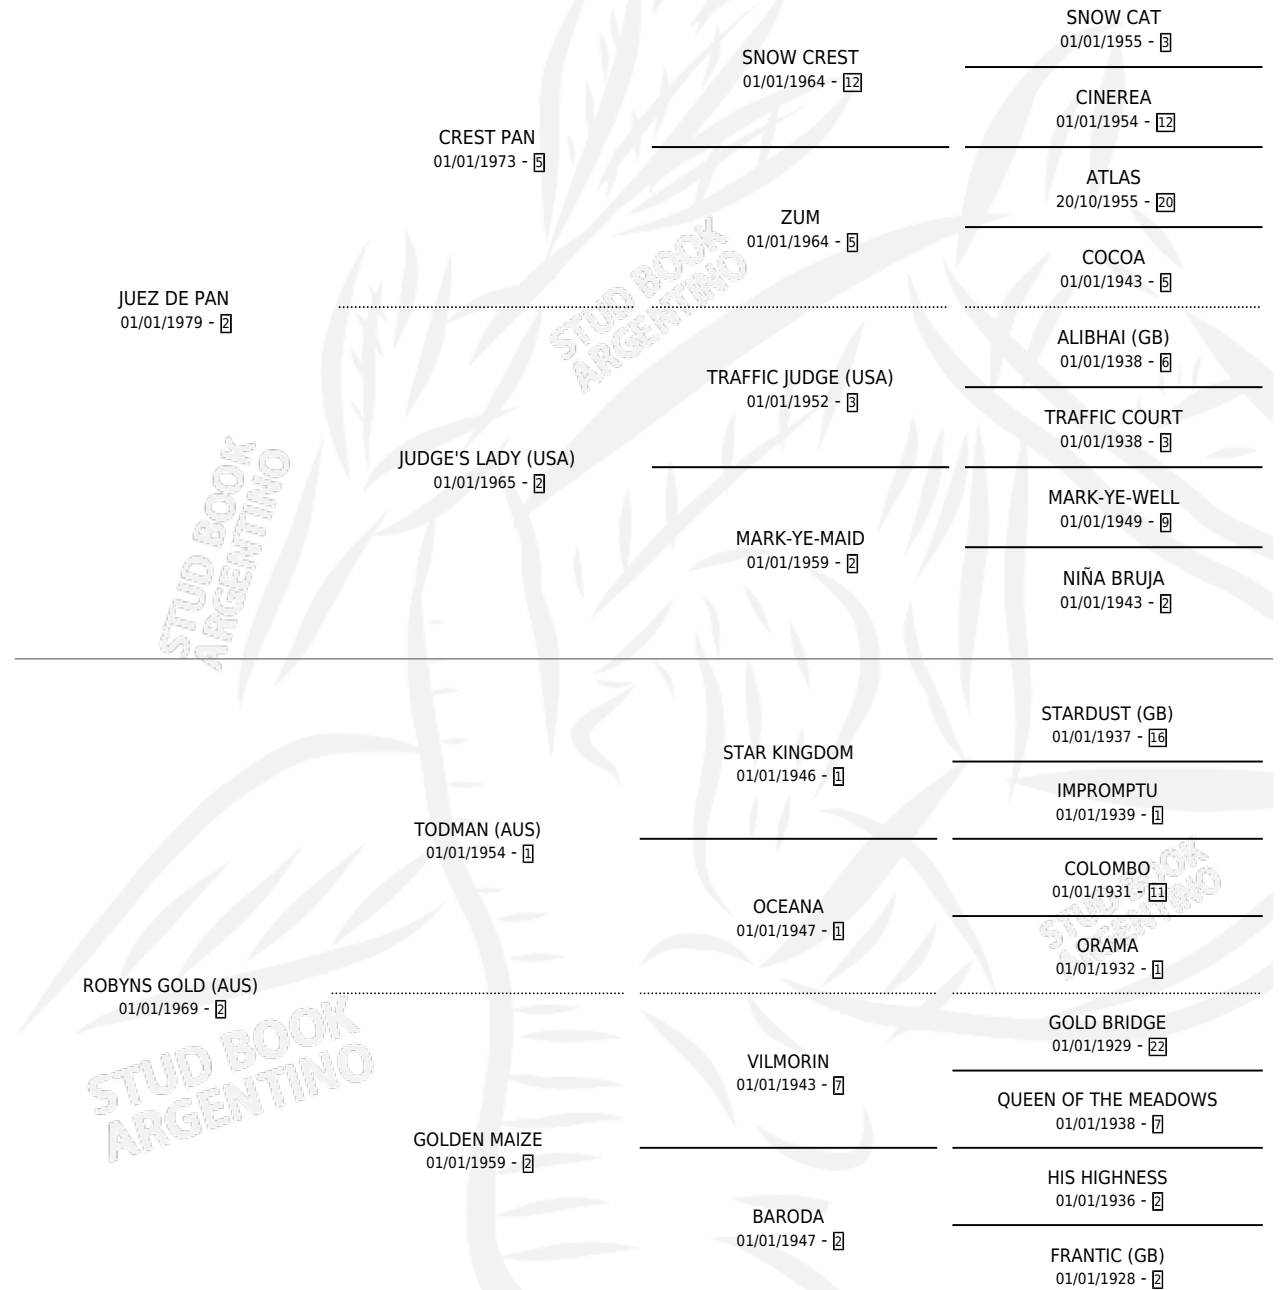 SNOW CAT
01/01/1955 - 3
SNOW CREST
01/01/1964 - 12
CINEREA
01/01/1954 - 12
CREST PAN
01/01/1973 - 5
ATLAS
20/10/1955 - 20
ZUM
01/01/1964 - 5
COCOA
01/01/1943 - 5
JUEZ DE PAN
01/01/1979 - 2
ALIBHAI (GB)
01/01/1938 - 6
TRAFFIC JUDGE (USA)
01/01/1952 - 3
TRAFFIC COURT
01/01/1938 - 3
JUDGE'S LADY (USA)
01/01/1965 - 2
MARK-YE-WELL
01/01/1949 - 9
MARK-YE-MAID
01/01/1959 - 2
NIÑA BRUJA
01/01/1943 - 2
STUD BOOK
ARGENTINO
STUD BOOK
ARGENTINO
STARDUST (GB)
01/01/1937 - 16
STAR KINGDOM
01/01/1946 - 1
IMPROMPTU
01/01/1939 - 1
TODMAN (AUS)
01/01/1954 - 1
COLOMBO
01/01/1931 - 11
OCEANA
01/01/1947 - 1
ORAMA
01/01/1932 - 1
ROBYNS GOLD (AUS)
01/01/1969 - 2
GOLD BRIDGE
01/01/1929 - 22
VILMORIN
01/01/1943 - 7
QUEEN OF THE MEADOWS
01/01/1938 - 7
GOLDEN MAIZE
01/01/1959 - 2
HIS HIGHNESS
01/01/1936 - 2
BARODA
01/01/1947 - 2
FRANTIC (GB)
01/01/1928 - 2
STUD BOOK
ARGENTINO
STUD BOOK
ARGENTINO